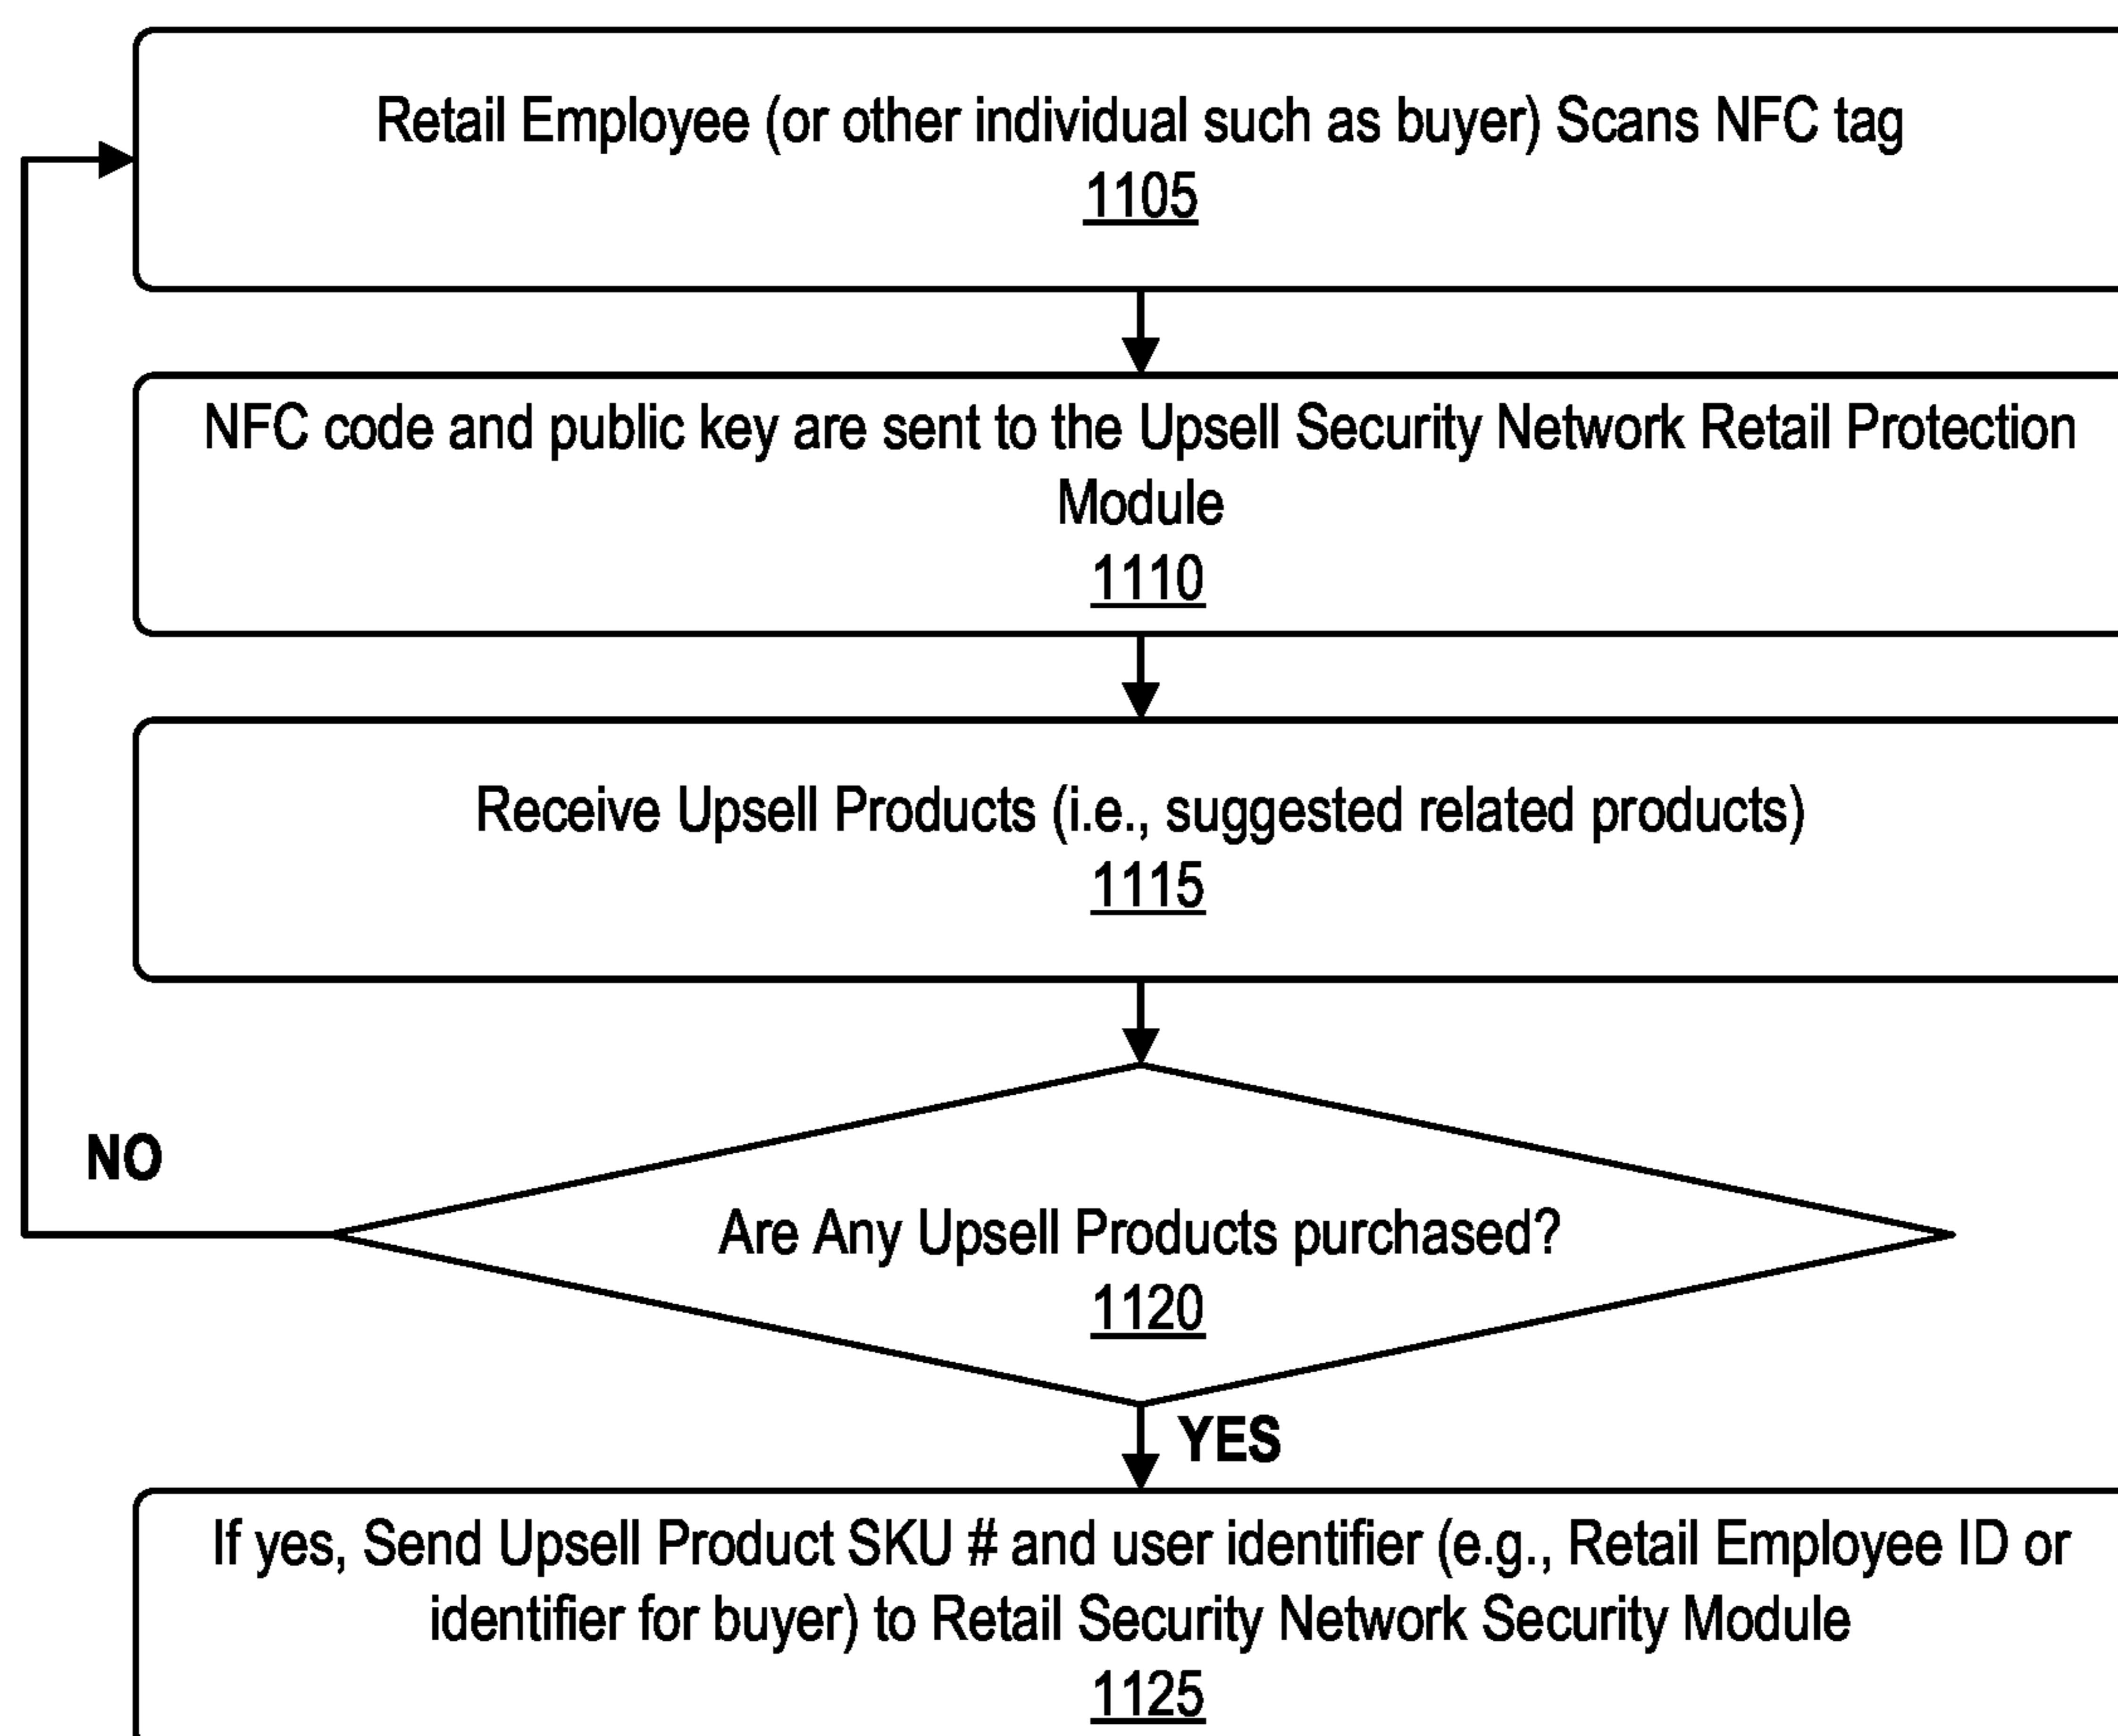 Retail Employee (or other individual such as buyer) Scans NFC tag
1105
NFC code and public key are sent to the Upsell Security Network Retail Protection
Module
1110
Receive Upsell Products (i.e., suggested related products)
1115
NO
Are Any Upsell Products purchased?
1120
YES
If yes, Send Upsell Product SKU # and user identifier (e.g., Retail Employee ID or
identifier for buyer) to Retail Security Network Security Module
1125